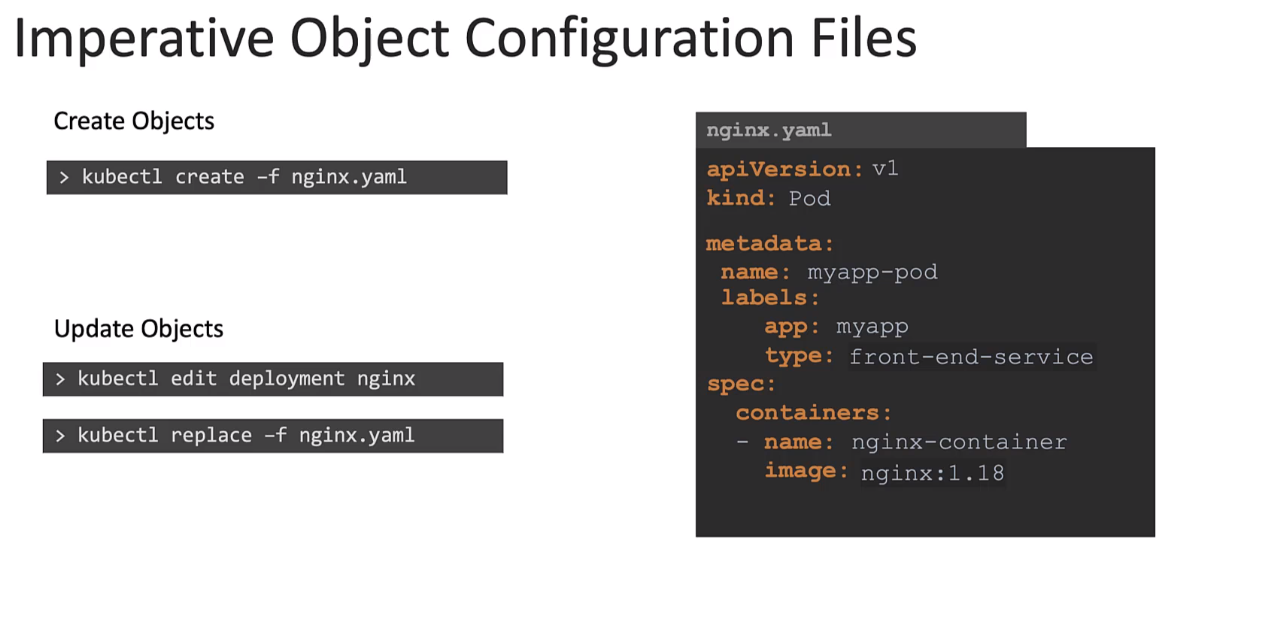 Imperative Object Configuration Files
Create Objects
> kubectl create –f nginx.yaml
Update Objects
> kubectl edit deployment nginx
> kubectl replace –f nginx.yaml
nginx.yaml
apiVersion: v1
kind: Pod
metadata:
name: myapp-pod
labels:
app: myapp
type: front-end-service
spec:
containers:
- name: nginx-container
image: nginx:1.18